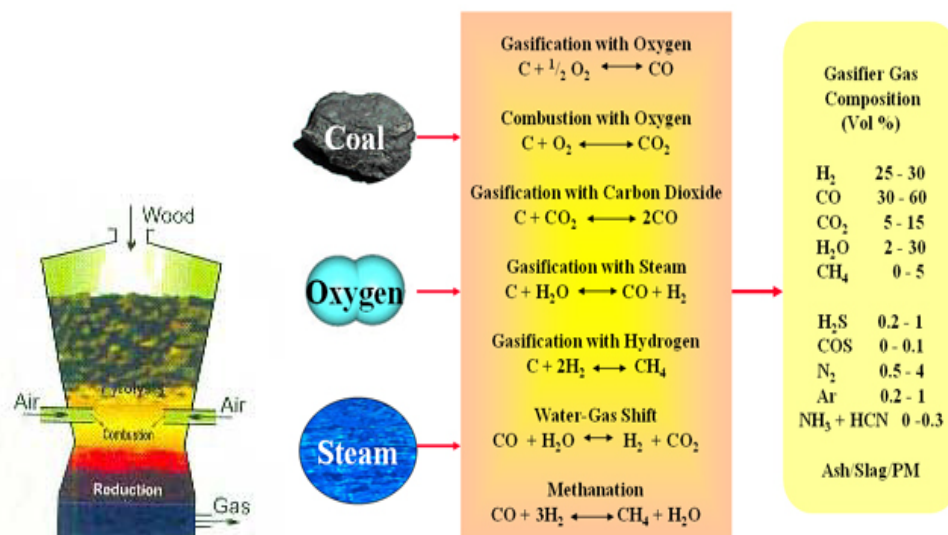 Wood
Pyrolysis
Air
Air
Combustion
Reduction
Gas
Coal
Oxygen
Steam
Gasification with Oxygen
C + 1/2 O₂ ⟷ CO
Combustion with Oxygen
C + O₂ ⟷ CO₂
Gasification with Carbon Dioxide
C + CO₂ ⟷ 2CO
Gasification with Steam
C + H₂O ⟷ CO + H₂
Gasification with Hydrogen
C + 2H₂ ⟷ CH₄
Water-Gas Shift
CO + H₂O ⟷ H₂ + CO₂
Methanation
CO + 3H₂ ⟷ CH₄ + H₂O
Gasifier Gas
Composition
(Vol %)
H₂ 25 - 30
CO 30 - 60
CO₂ 5 - 15
H₂O 2 - 30
CH₄ 0 - 5
H₂S 0.2 - 1
COS 0 - 0.1
N₂ 0.5 - 4
Ar 0.2 - 1
NH₃ + HCN 0 -0.3
Ash/Slag/PM